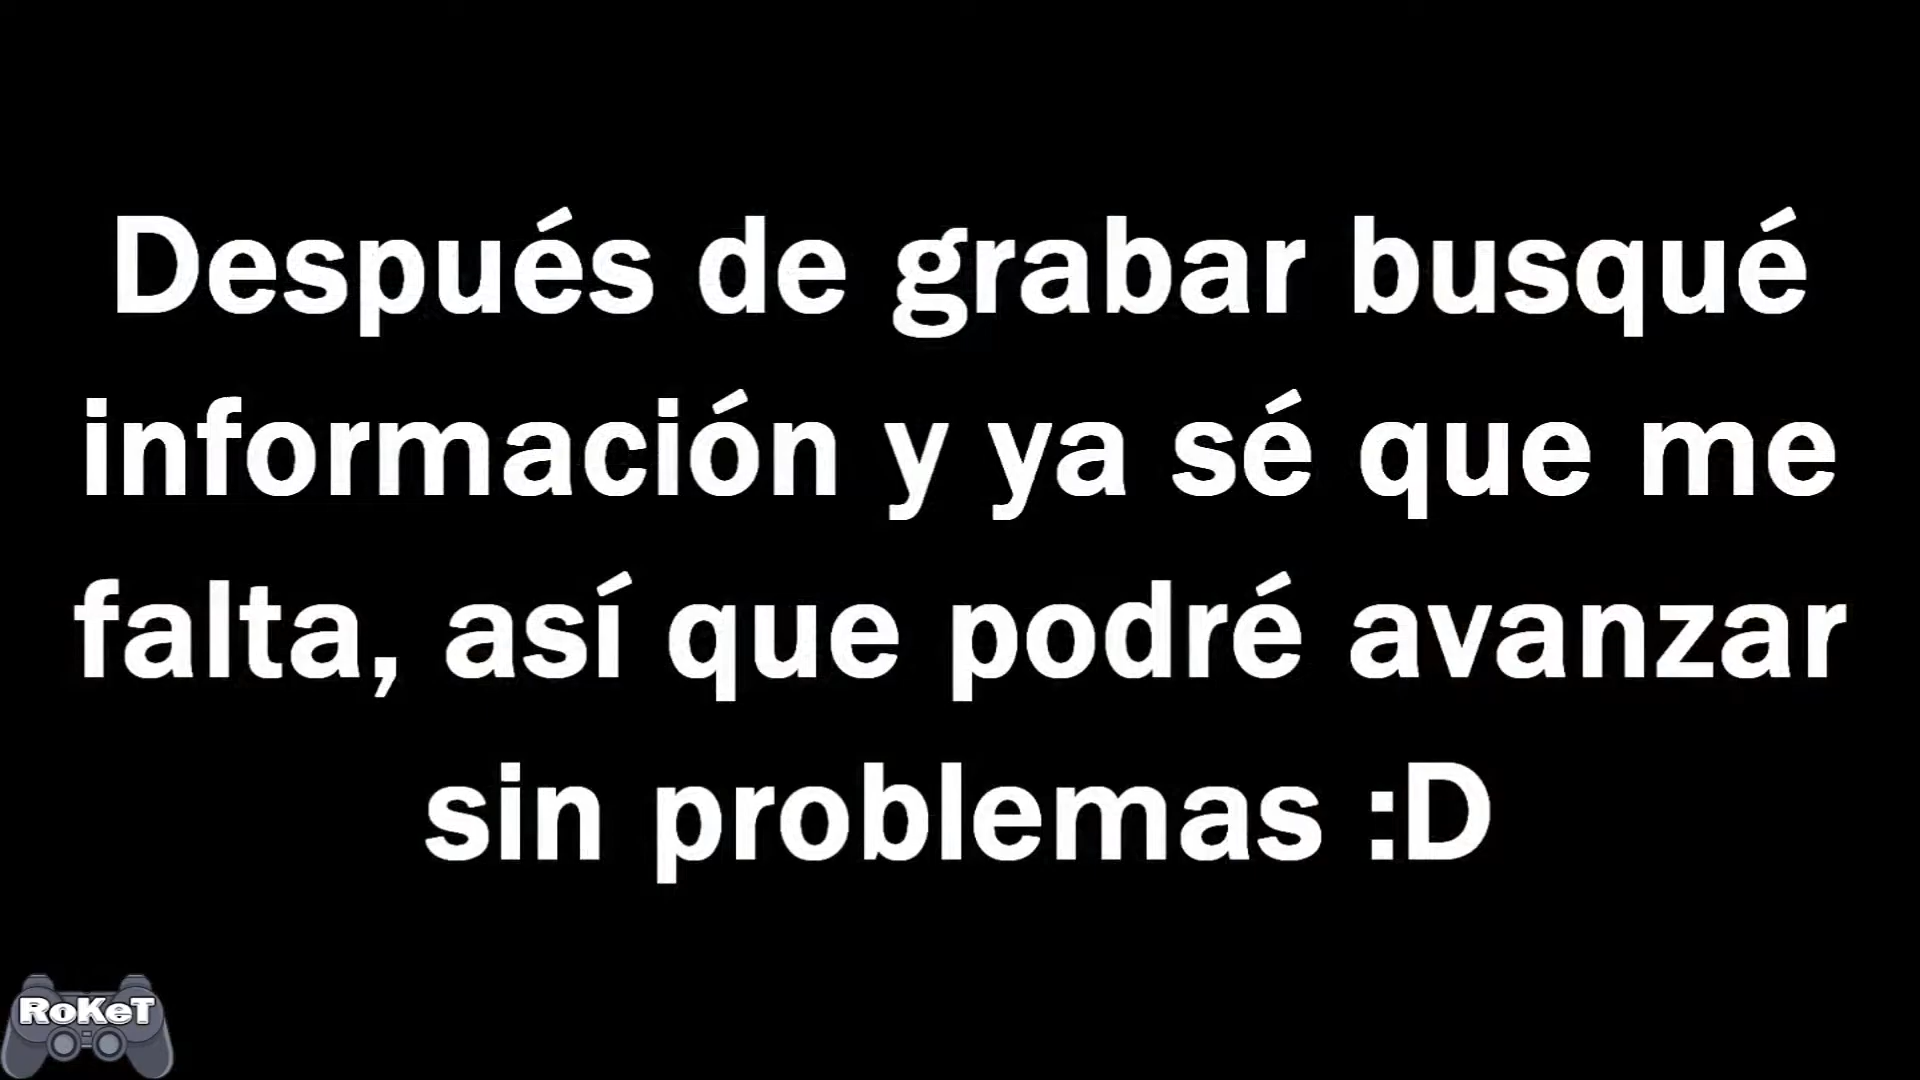 Después de grabar busqué
información y ya sé que me
falta, así que podré avanzar
sin problemas :D
RoKeT